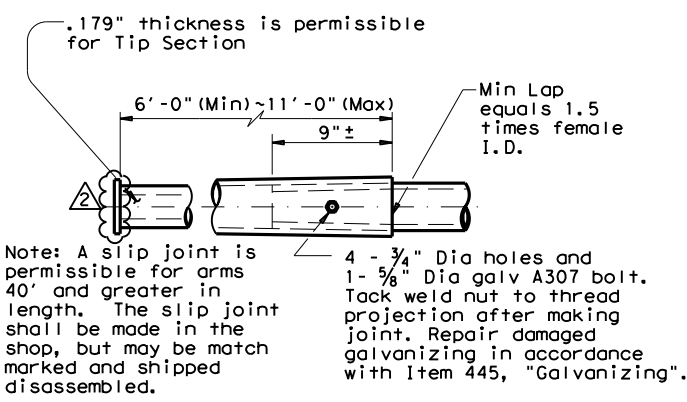 .179" thickness is permissible
for Tip Section
6'-0"(Min)~11'-0"(Max)
9"±
Min Lap
equals 1.5
times female
I.D.
2
Note: A slip joint is
permissible for arms
40' and greater in
length. The slip joint
shall be made in the
shop, but may be match
marked and shipped
disassembled.
4 - ¾" Dia holes and
1- ⅝" Dia galv A307 bolt.
Tack weld nut to thread
projection after making
joint. Repair damaged
galvanizing in accordance
with Item 445, "Galvanizing".